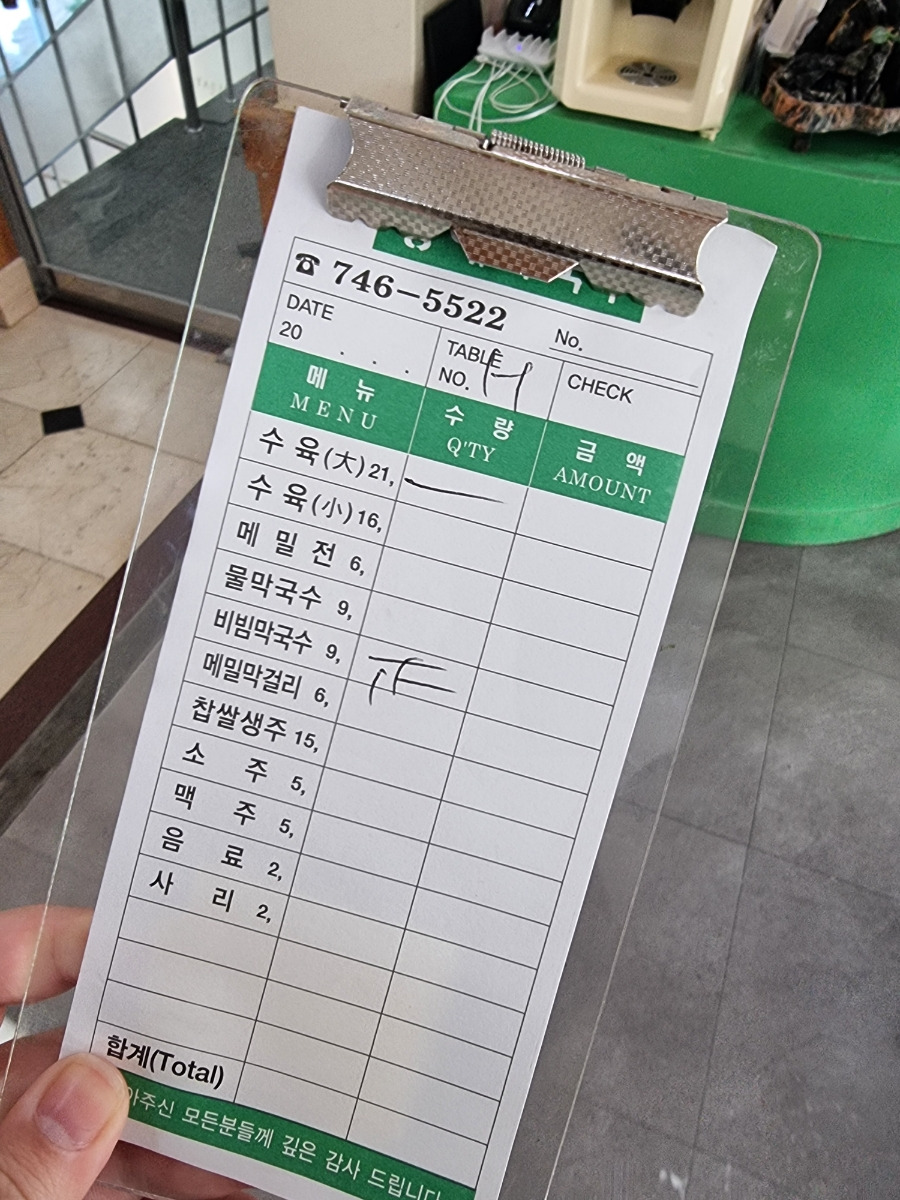 ☎ 746-5522
No.
DATE
20 . . .
TABLE NO. 4
CHECK
메 뉴 MENU
수 량 Q'TY
금 액 AMOUNT
수 육(大) 21, 一
수 육(小) 16,
메 밀 전 6,
물막국수 9,
비빔막국수 9, 正
메밀막걸리 6,
찹쌀생주 15,
소 주 5,
맥 주 5,
음 료 2,
사 리 2,
합계(Total)
아주신 모든분들께 깊은 감사 드립니다